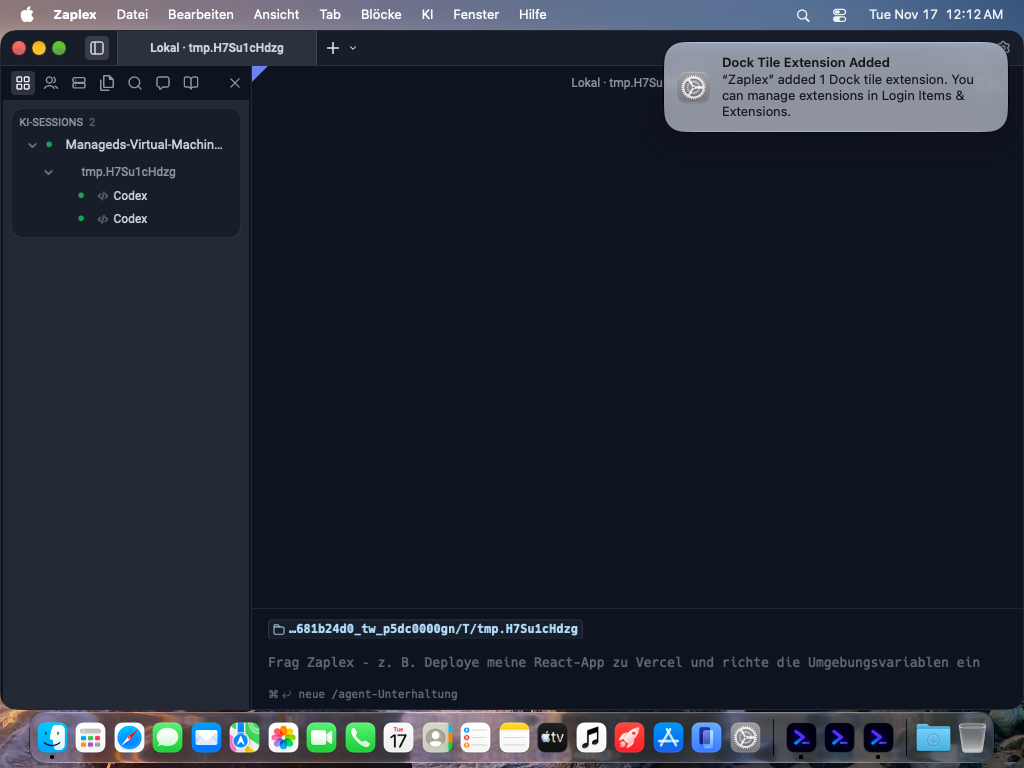 Zaplex Datei Bearbeiten Ansicht Tab Blöcke KI Fenster Hilfe Tue Nov 17 12:12 AM
Lokal · tmp.H7Su1cHdzg
Lokal · tmp.H7Su
Dock Tile Extension Added
“Zaplex” added 1 Dock tile extension. You
can manage extensions in Login Items &
Extensions.
KI-SESSIONS 2
Manageds-Virtual-Machin...
tmp.H7Su1cHdzg
Codex
Codex
…681b24d0_tw_p5dc0000gn/T/tmp.H7Su1cHdzg
Frag Zaplex - z. B. Deploye meine React-App zu Vercel und richte die Umgebungsvariablen ein
⌘⏎ neue /agent-Unterhaltung
TUE
17
tv